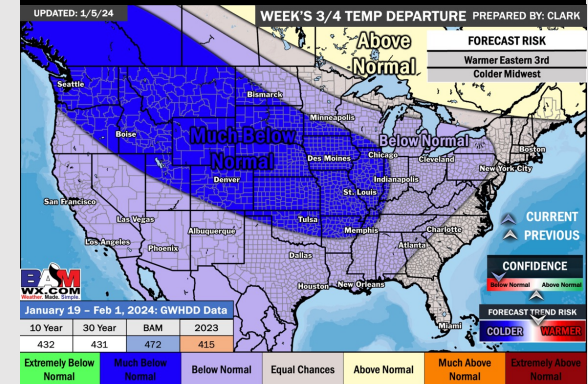 UPDATED: 1/5/24
WEEK'S 3/4 TEMP DEPARTURE PREPARED BY: CLARK
FORECAST RISK
Warmer Eastern 3rd
Colder Midwest
Above
Normal
Seattle
Bismarck
Minneapolis
Boise
Much Below
Normal
Below Normal
Boston
Des Moines
Chicago
Cleveland
New York City
Denver
Indianapolis
St. Louis
San Francisco
Las Vegas
Tulsa
Memphis
Charlotte
Los Angeles
Albuquerque
Phoenix
Atlanta
Dallas
Houston
New Orleans
Miami
CURRENT
PREVIOUS
CONFIDENCE
Below Normal Above Normal
FORECAST TREND RISK
COLDER WARMER
BAM
WX.COM
Weather. Made. Simple.
January 19 – Feb 1, 2024: GWHDD Data
10 Year 30 Year BAM 2023
432 431 472 415
Extremely Below Normal
Much Below Normal
Below Normal
Equal Chances
Above Normal
Much Above Normal
Extremely Above Normal